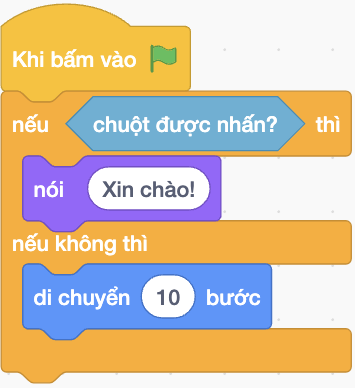 Khi bấm vào
nếu chuột được nhấn? thì
nói Xin chào!
nếu không thì
di chuyển 10 bước